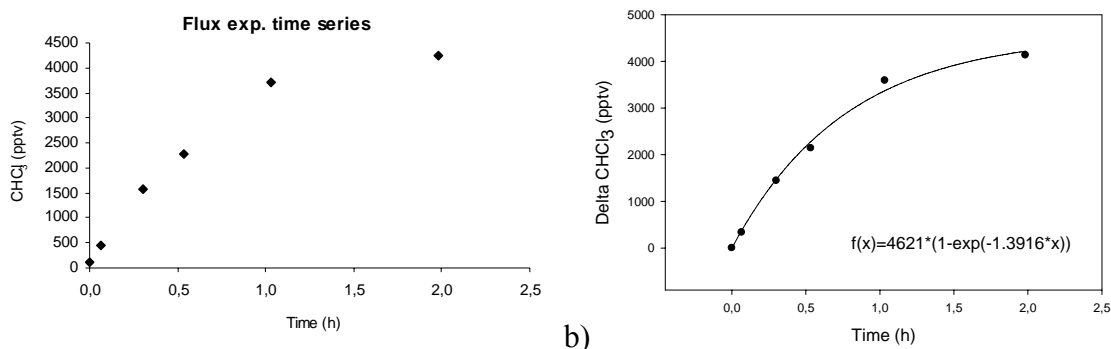 Flux exp. time series
4500
4000
3500
3000
2500
2000
1500
1000
500
0
CHCl3 (pptv)
0,0 0,5 1,0 1,5 2,0 2,5
Time (h)
b)
5000
4000
3000
2000
1000
0
Delta CHCl3 (pptv)
f(x)=4621*(1-exp(-1.3916*x))
0,0 0,5 1,0 1,5 2,0 2,5
Time (h)